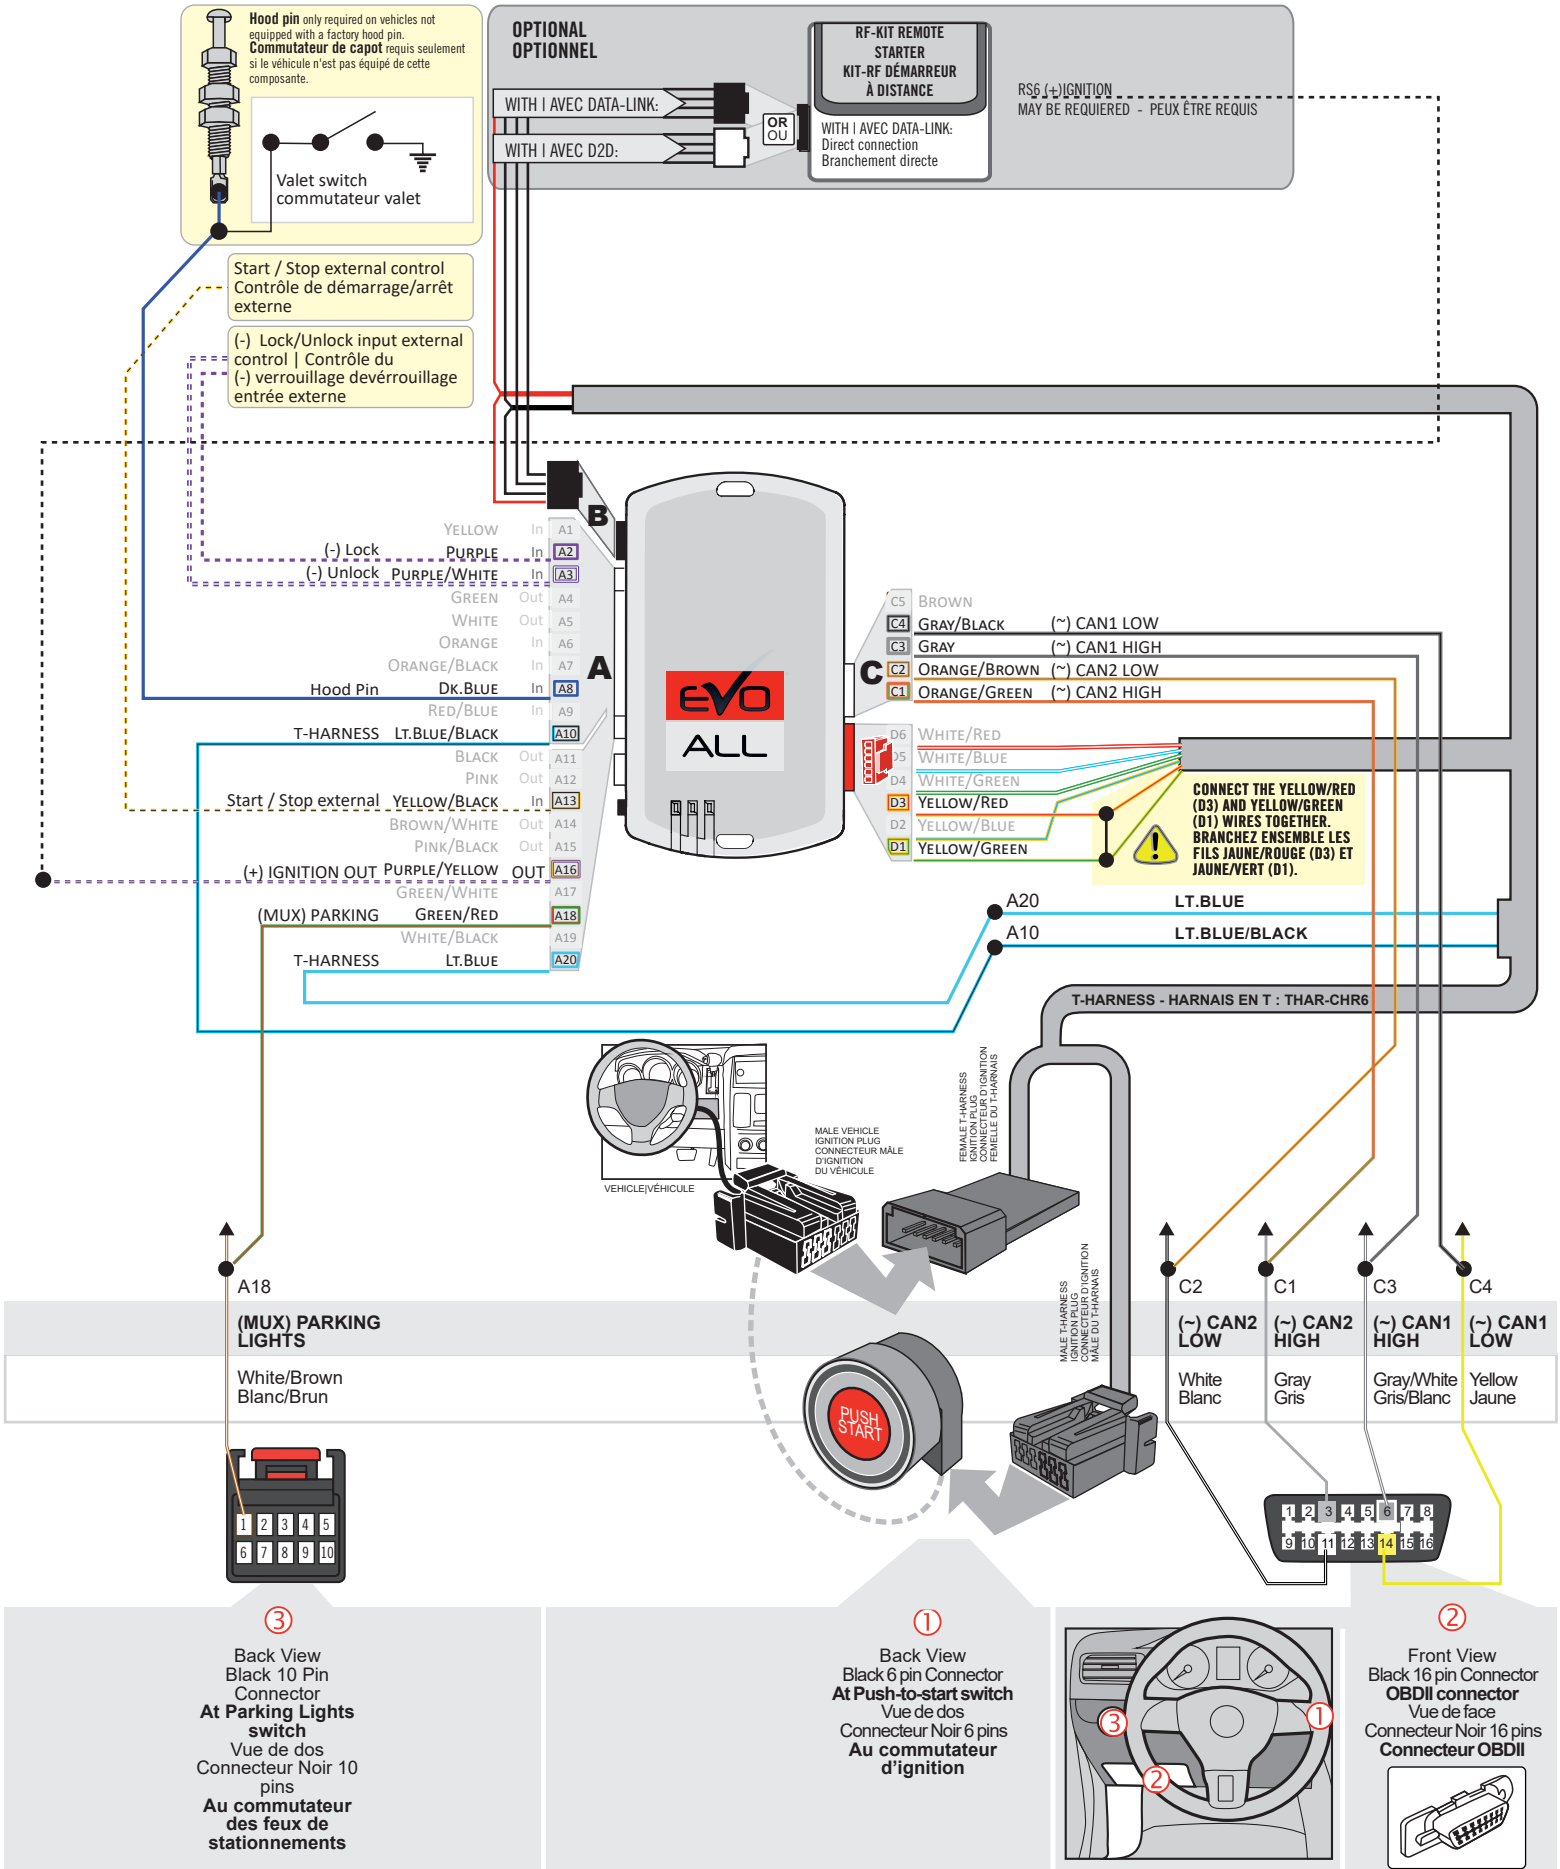 Hood pin only required on vehicles not
equipped with a factory hood pin.
Commutateur de capot requis seulement
si le véhicule n'est pas équipé de cette
composante.
Valet switch
commutateur valet
OPTIONAL
OPTIONNEL
WITH | AVEC DATA-LINK:
WITH | AVEC D2D:
OR
OU
RF-KIT REMOTE
STARTER
KIT-RF DÉMARREUR
À DISTANCE
WITH | AVEC DATA-LINK:
Direct connection
Branchement directe
RS6 (+)IGNITION
MAY BE REQUIERED - PEUX ÊTRE REQUIS
Start / Stop external control
Contrôle de démarrage/arrêt
externe
(-) Lock/Unlock input external
control | Contrôle du
(-) verrouillage devérrouillage
entrée externe
B
YELLOW In A1
(-) Lock PURPLE In A2
(-) Unlock PURPLE/WHITE In A3
GREEN Out A4
WHITE Out A5
ORANGE In A6
ORANGE/BLACK In A7
Hood Pin DK.BLUE In A8
RED/BLUE In A9
T-HARNESS LT.BLUE/BLACK A10
BLACK Out A11
PINK Out A12
Start / Stop external YELLOW/BLACK In A13
BROWN/WHITE Out A14
PINK/BLACK Out A15
(+) IGNITION OUT PURPLE/YELLOW OUT A16
GREEN/WHITE A17
(MUX) PARKING GREEN/RED A18
WHITE/BLACK A19
T-HARNESS LT.BLUE A20
A
EVO
ALL
C
C5 BROWN
C4 GRAY/BLACK (~) CAN1 LOW
C3 GRAY (~) CAN1 HIGH
C2 ORANGE/BROWN (~) CAN2 LOW
C1 ORANGE/GREEN (~) CAN2 HIGH
D6 WHITE/RED
D5 WHITE/BLUE
D4 WHITE/GREEN
D3 YELLOW/RED
D2 YELLOW/BLUE
D1 YELLOW/GREEN
CONNECT THE YELLOW/RED
(D3) AND YELLOW/GREEN
(D1) WIRES TOGETHER.
BRANCHEZ ENSEMBLE LES
FILS JAUNE/ROUGE (D3) ET
JAUNE/VERT (D1).
A20 LT.BLUE
A10 LT.BLUE/BLACK
T-HARNESS - HARNAIS EN T : THAR-CHR6
VEHICLE|VÉHICULE
MALE VEHICLE
IGNITION PLUG
CONNECTEUR MÂLE
D'IGNITION
DU VÉHICULE
FEMALE T-HARNESS
IGNITION PLUG
CONNECTEUR D'IGNITION
FEMELLE DU T-HARNAIS
MALE T-HARNESS
IGNITION PLUG
CONNECTEUR D'IGNITION
MÂLE DU T-HARNAIS
PUSH
START
A18
(MUX) PARKING
LIGHTS
White/Brown
Blanc/Brun
C2
(~) CAN2
LOW
White
Blanc
C1
(~) CAN2
HIGH
Gray
Gris
C3
(~) CAN1
HIGH
Gray/White
Gris/Blanc
C4
(~) CAN1
LOW
Yellow
Jaune
1 2 3 4 5
6 7 8 9 10
1 2 3 4 5 6 7 8
9 10 11 12 13 14 15 16
3
Back View
Black 10 Pin
Connector
At Parking Lights
switch
Vue de dos
Connecteur Noir 10
pins
Au commutateur
des feux de
stationnements
1
Back View
Black 6 pin Connector
At Push-to-start switch
Vue de dos
Connecteur Noir 6 pins
Au commutateur
d'ignition
3
1
2
2
Front View
Black 16 pin Connector
OBDII connector
Vue de face
Connecteur Noir 16 pins
Connecteur OBDII